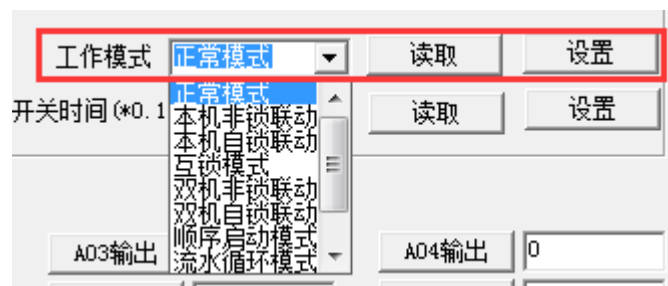 工作模式 正常模式 读取 设置
正常模式
开关时间(*0.1 读取 设置
本机非锁联动
本机自锁联动
互锁模式
双机非锁联动
双机自锁联动
顺序启动模式
流水循环模式
A03输出 A04输出 0